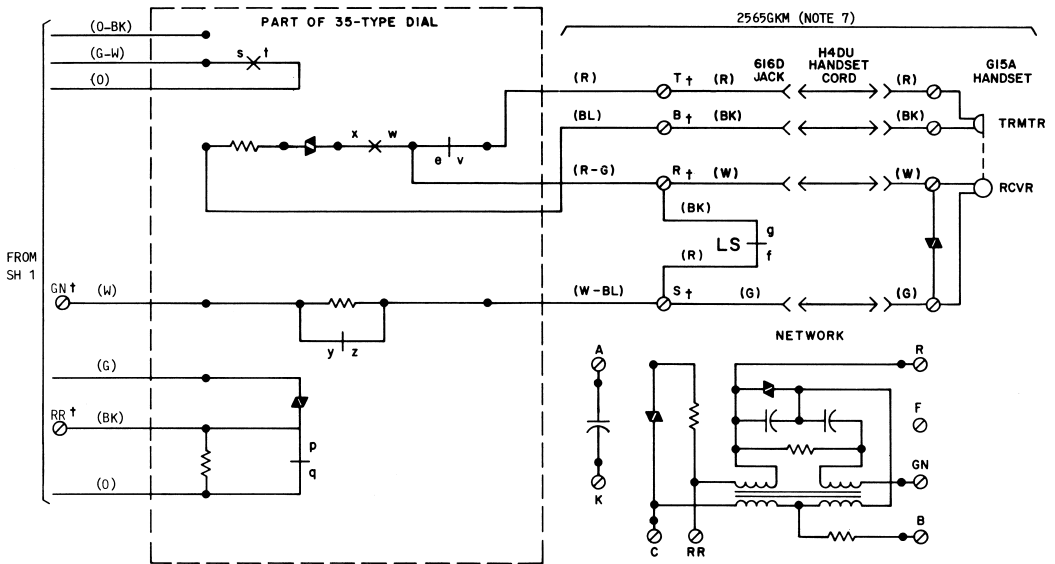 PART OF 35-TYPE DIAL
2565GKM (NOTE 7)
(O-BK)
(G-W)
(O)
s t
616D JACK
H4DU HANDSET CORD
G15A HANDSET
(R) T† (R) (R)
(BL) B† (BK) (BK)
TRMTR
x w
e v
(R-G) R† (W) (W)
RCVR
(BK)
LS g f
(R)
FROM SH 1
GN† (W)
(W-BL) S† (G) (G)
y z
NETWORK
(G)
A
R
RR† (BK)
F
p
q
GN
K
(O)
B
C RR